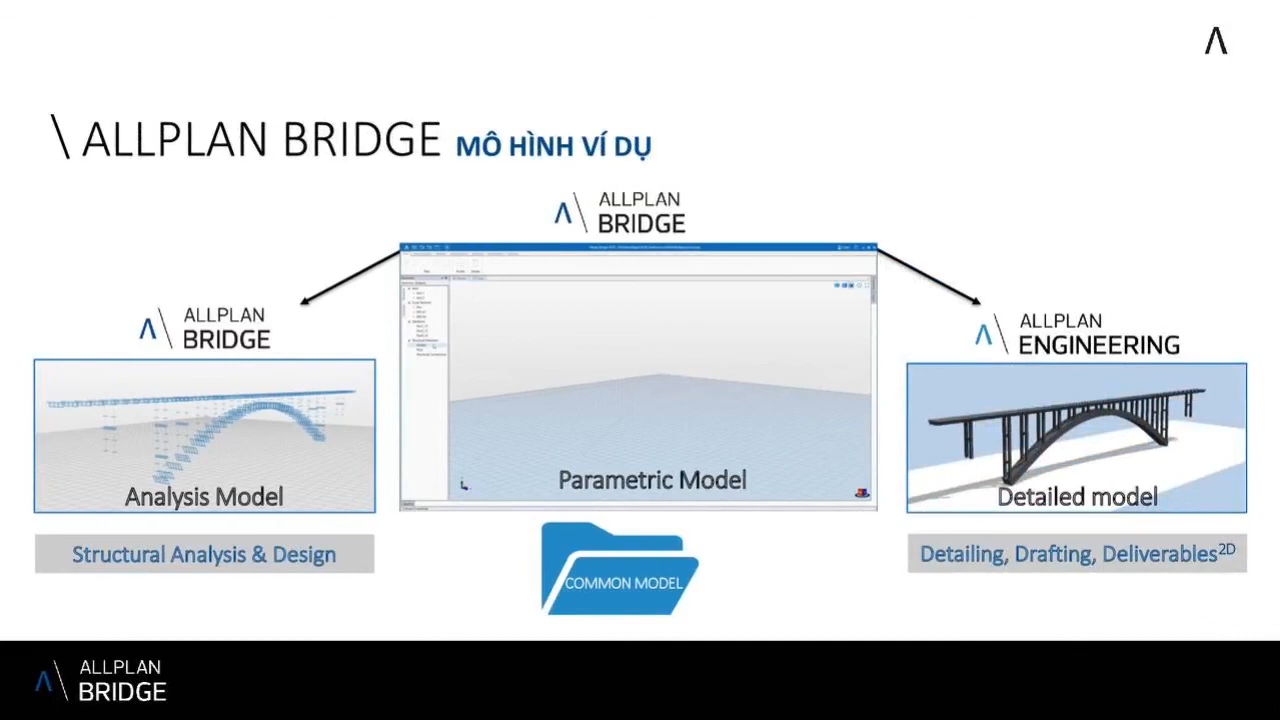 \ ALLPLAN BRIDGE MÔ HÌNH VÍ DỤ
ALLPLAN
BRIDGE
ALLPLAN
BRIDGE
Analysis Model
Structural Analysis & Design
Parametric Model
COMMON MODEL
ALLPLAN
ENGINEERING
Detailed model
Detailing, Drafting, Deliverables2D
ALLPLAN
BRIDGE